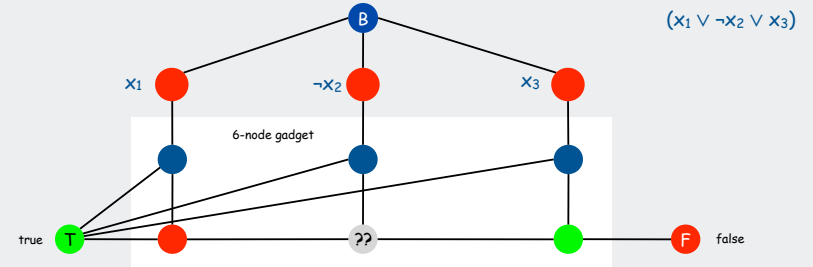 B
(x₁ ∨ ¬x₂ ∨ x₃)
x₁
¬x₂
x₃
6-node gadget
true
T
??
F
false